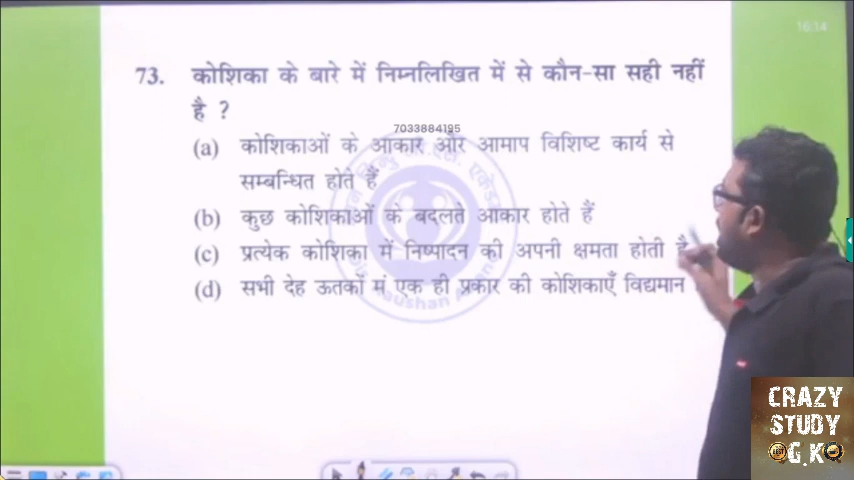 16:14
73. कोशिका के बारे में निम्नलिखित में से कौन-सा सही नहीं
है ?
7033884195
(a) कोशिकाओं के आकार और आमाप विशिष्ट कार्य से
सम्बन्धित होते हैं
(b) कुछ कोशिकाओं के बदलते आकार होते हैं
(c) प्रत्येक कोशिका में निष्पादन की अपनी क्षमता होती है
(d) सभी देह ऊतकों मं एक ही प्रकार की कोशिकाएँ विद्यमान
CRAZY
STUDY
G.K